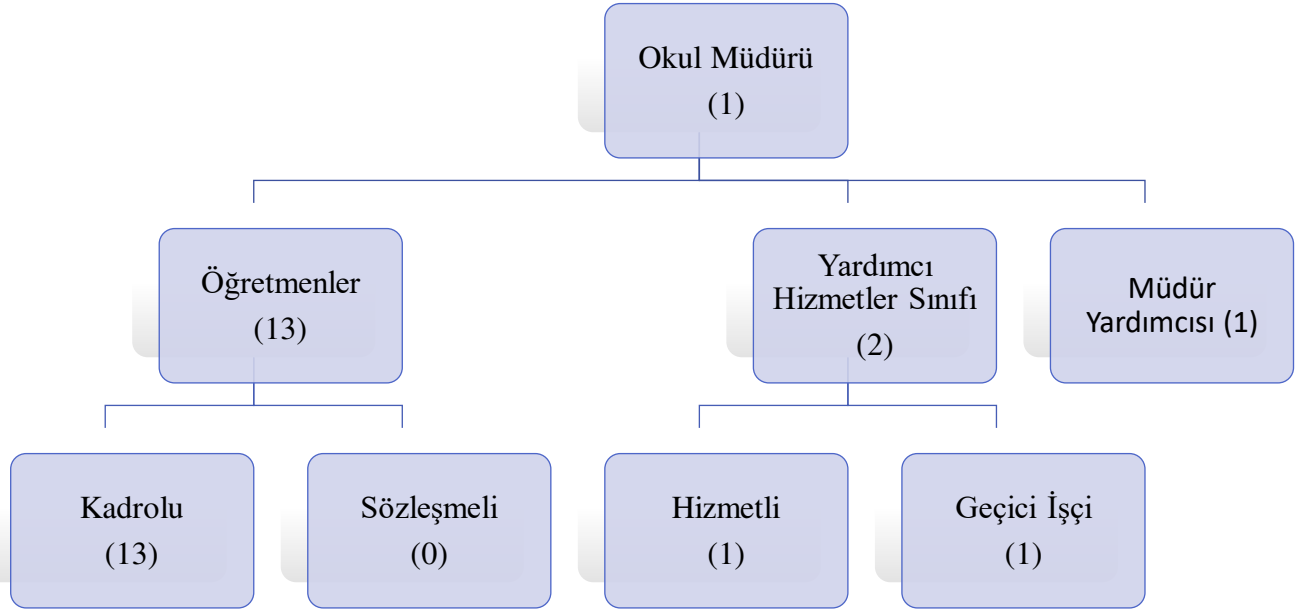 Okul Müdürü
(1)
Öğretmenler
(13)
Yardımcı
Hizmetler Sınıfı
(2)
Müdür
Yardımcısı (1)
Kadrolu
(13)
Sözleşmeli
(0)
Hizmetli
(1)
Geçici İşçi
(1)